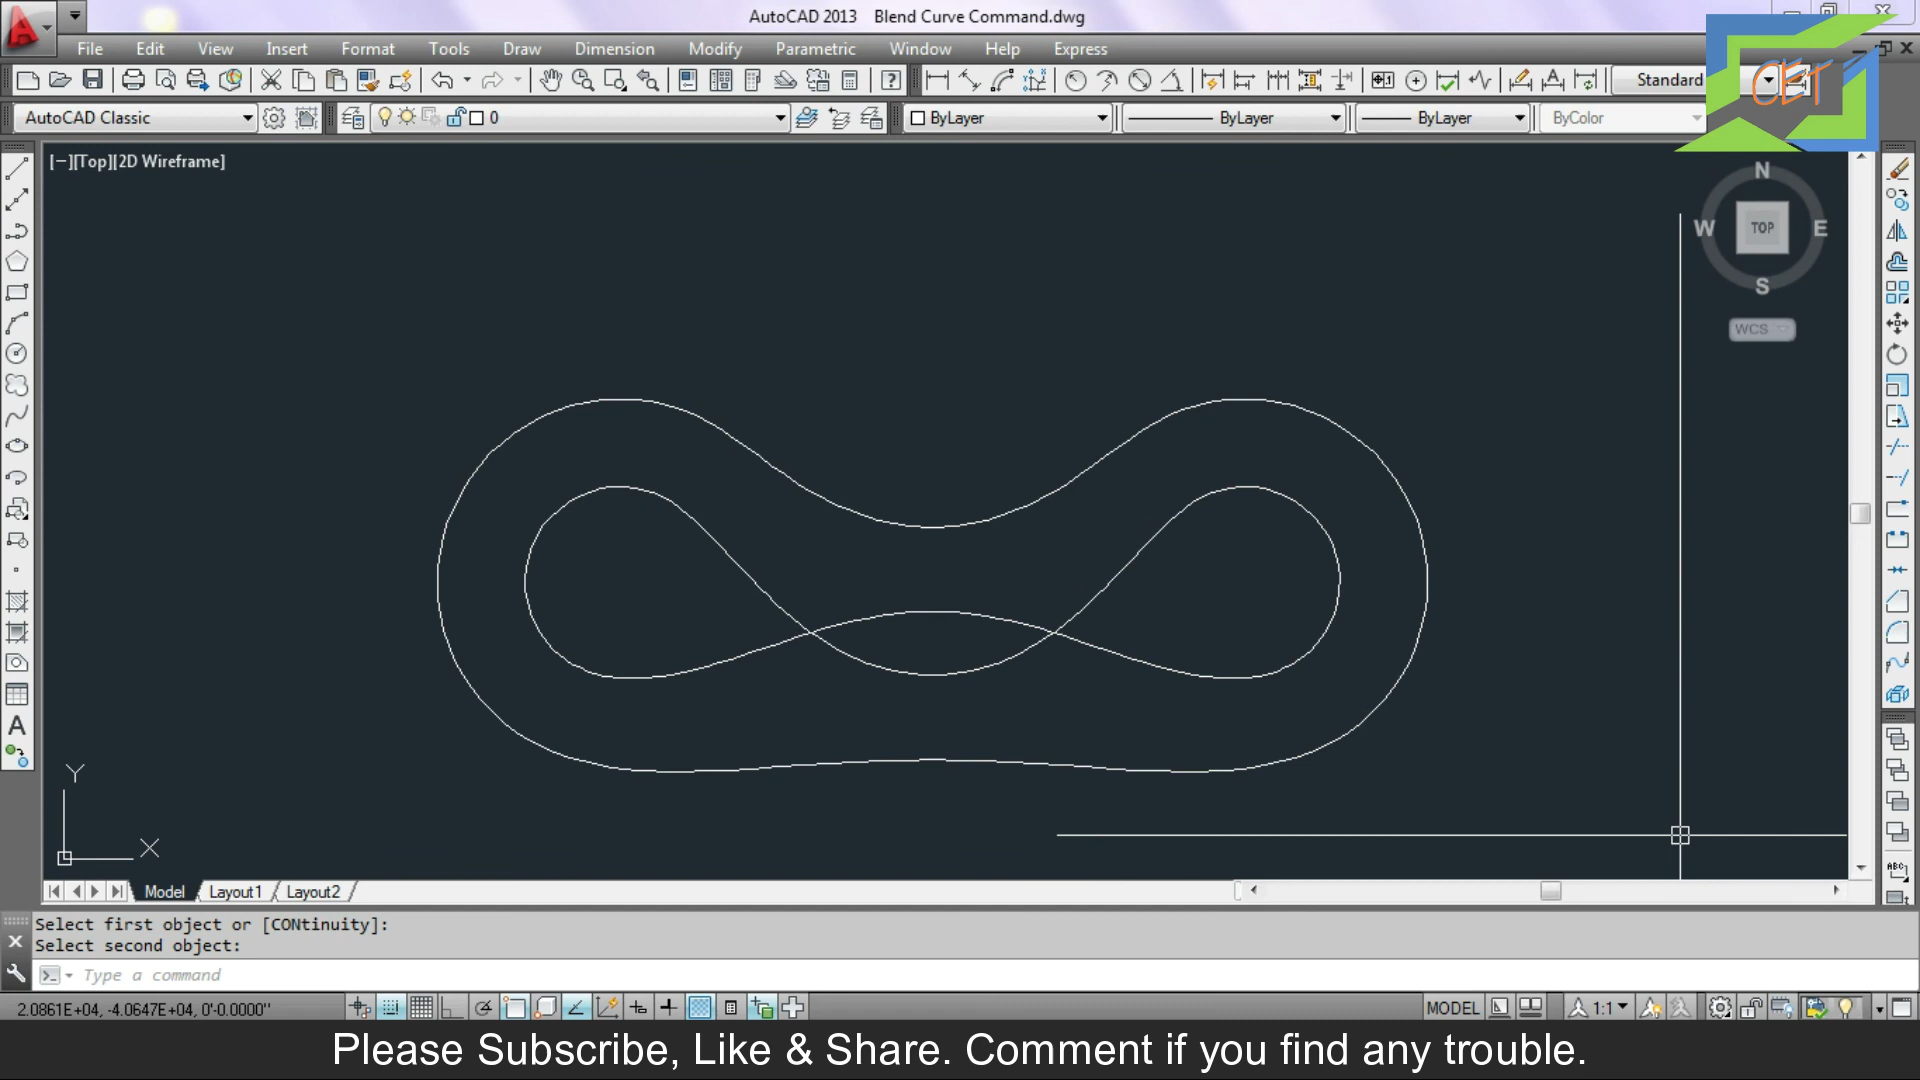 AutoCAD 2013 Blend Curve Command.dwg
File Edit View Insert Format Tools Draw Dimension Modify Parametric Window Help Express
Standard
CET
AutoCAD Classic 0 ByLayer ByLayer ByLayer ByColor
[−][Top][2D Wireframe]
N
W TOP E
S
WCS
A
Y
X
ABC
Model Layout1 Layout2
Select first object or [CONtinuity]:
Select second object:
Type a command
2.0861E+04, -4.0647E+04, 0'-0.0000" MODEL 1:1
Please Subscribe, Like & Share. Comment if you find any trouble.